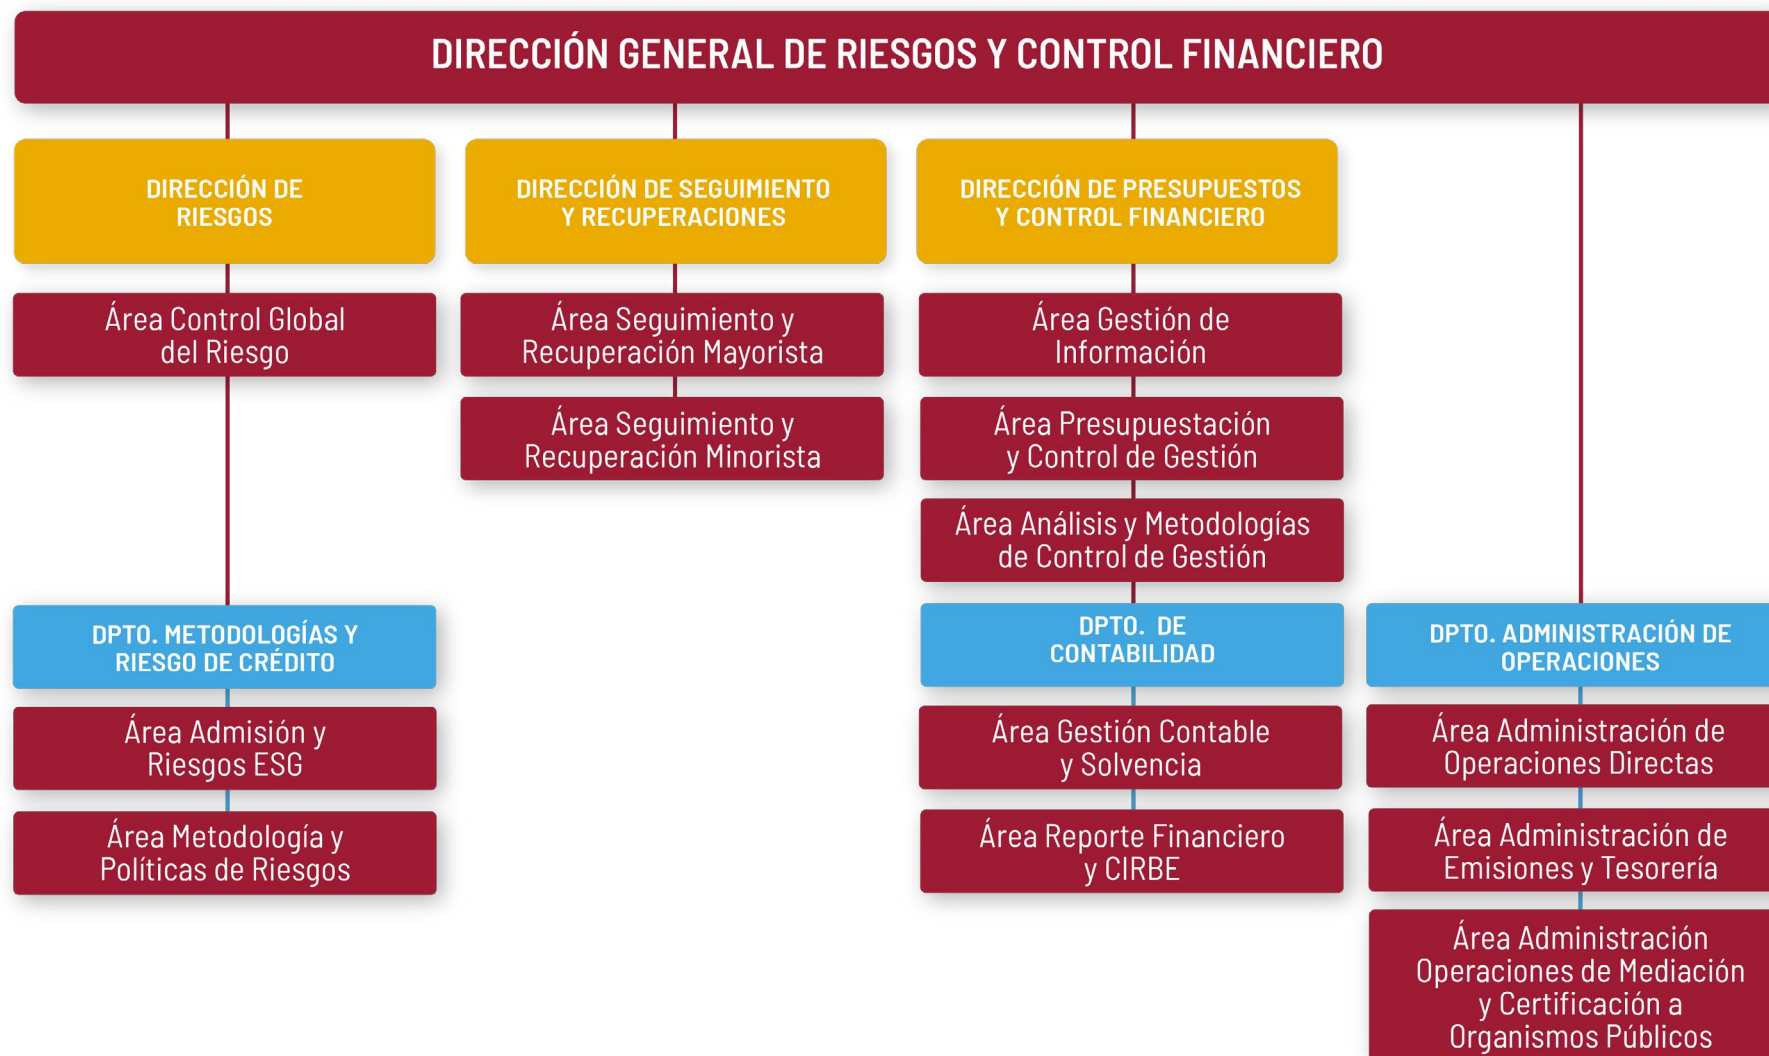 DIRECCIÓN GENERAL DE RIESGOS Y CONTROL FINANCIERO
DIRECCIÓN DE
RIESGOS
Área Control Global
del Riesgo
DPTO. METODOLOGÍAS Y
RIESGO DE CRÉDITO
Área Admisión y
Riesgos ESG
Área Metodología y
Políticas de Riesgos
DIRECCIÓN DE SEGUIMIENTO
Y RECUPERACIONES
Área Seguimiento y
Recuperación Mayorista
Área Seguimiento y
Recuperación Minorista
DIRECCIÓN DE PRESUPUESTOS
Y CONTROL FINANCIERO
Área Gestión de
Información
Área Presupuestación
y Control de Gestión
Área Análisis y Metodologías
de Control de Gestión
DPTO. DE
CONTABILIDAD
Área Gestión Contable
y Solvencia
Área Reporte Financiero
y CIRBE
DPTO. ADMINISTRACIÓN DE
OPERACIONES
Área Administración de
Operaciones Directas
Área Administración de
Emisiones y Tesorería
Área Administración
Operaciones de Mediación
y Certificación a
Organismos Públicos